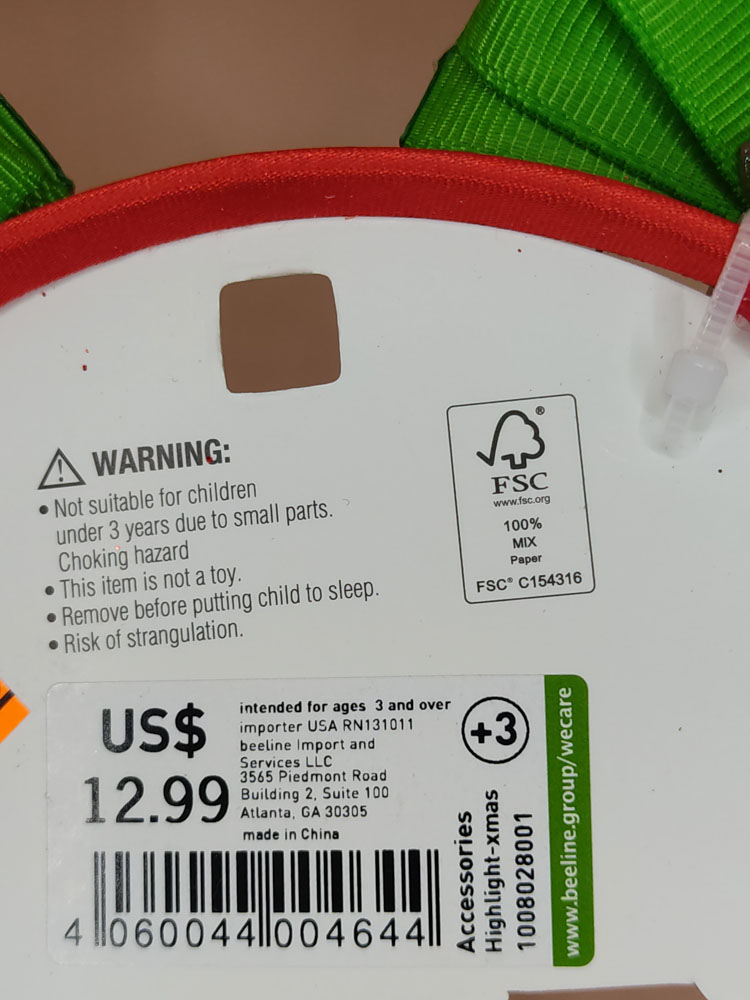 WARNING:
• Not suitable for children
under 3 years due to small parts.
Choking hazard
• This item is not a toy.
• Remove before putting child to sleep.
• Risk of strangulation.
®
FSC
www.fsc.org
100%
MIX
Paper
FSC® C154316
US$
12.99
intended for ages 3 and over
importer USA RN131011
beeline Import and
Services LLC
3565 Piedmont Road
Building 2, Suite 100
Atlanta, GA 30305
made in China
+3
4 060044 004644
Accessories
Highlight-xmas
1008028001
www.beeline.group/wecare